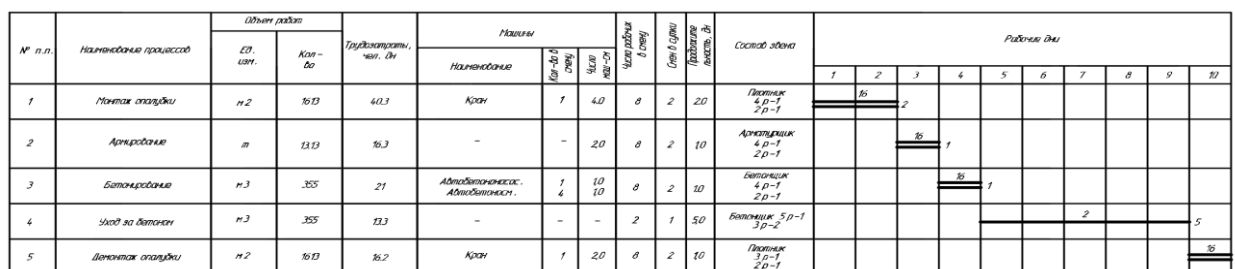 № п.п.
Наименование процессов
Объем работ
Ед. изм.
Кол-во
Трудозатраты, чел. дн
Машины
Наименование
Кол-во в смену
Число маш-см
Число рабочих в смену
Смен в сутки
Продолжительность, дн
Состав звена
Рабочие дни
1 2 3 4 5 6 7 8 9 10
1 Монтаж опалубки м2 1613 40.3 Кран 1 4.0 8 2 2.0 Плотник 4 р-1 2 р-1 16 2
2 Армирование т 13.13 16.3 – – 2.0 8 2 1.0 Арматурщик 4 р-1 2 р-1 16 1
3 Бетонирование м3 355 21 Автобетононасос. 1 1.0 Автобетоносм. 4 1.0 8 2 1.0 Бетонщик 4 р-1 2 р-1 16 1
4 Уход за бетоном м3 355 13.3 – – – 2 1 5.0 Бетонщик 5 р-1 3 р-2 2 5
5 Демонтаж опалубки м2 1613 16.2 Кран 1 2.0 8 2 1.0 Плотник 3 р-1 2 р-1 16